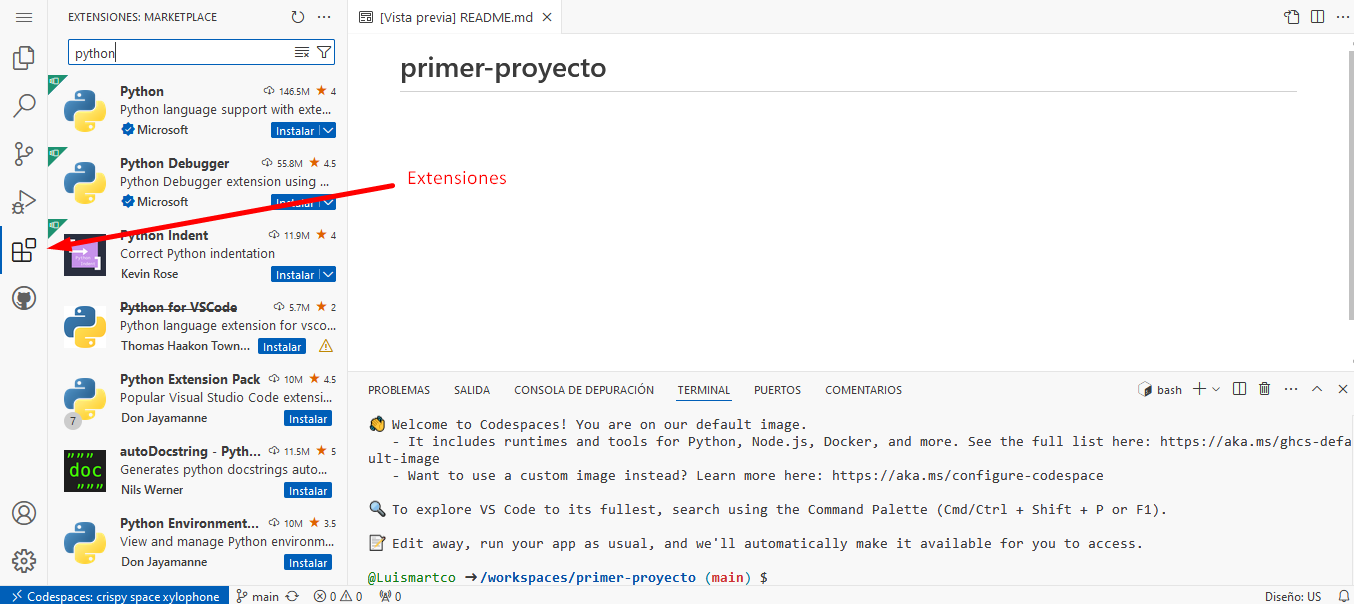 EXTENSIONES: MARKETPLACE
python
Python 146.5M 4
Python language support with exte...
Microsoft Instalar
Python Debugger 55.8M 4.5
Python Debugger extension using ...
Microsoft Instalar
Python Indent 11.9M 4
Correct Python indentation
Kevin Rose Instalar
Python for VSCode 5.7M 2
Python language extension for vsco...
Thomas Haakon Town... Instalar
Python Extension Pack 10M 4.5
Popular Visual Studio Code extensi...
7 Don Jayamanne Instalar
autoDocstring - Pyth... 11.5M 5
""" doc """
Generates python docstrings auto...
Nils Werner Instalar
Python Environment... 10M 3.5
View and manage Python environm...
Don Jayamanne Instalar
[Vista previa] README.md
primer-proyecto
Extensiones
PROBLEMAS SALIDA CONSOLA DE DEPURACIÓN TERMINAL PUERTOS COMENTARIOS bash
Welcome to Codespaces! You are on our default image.
- It includes runtimes and tools for Python, Node.js, Docker, and more. See the full list here: https://aka.ms/ghcs-defa
ult-image
- Want to use a custom image instead? Learn more here: https://aka.ms/configure-codespace
To explore VS Code to its fullest, search using the Command Palette (Cmd/Ctrl + Shift + P or F1).
Edit away, run your app as usual, and we'll automatically make it available for you to access.
@Luismartco ➜ /workspaces/primer-proyecto (main) $
Codespaces: crispy space xylophone main 0 0 0 Diseño: US